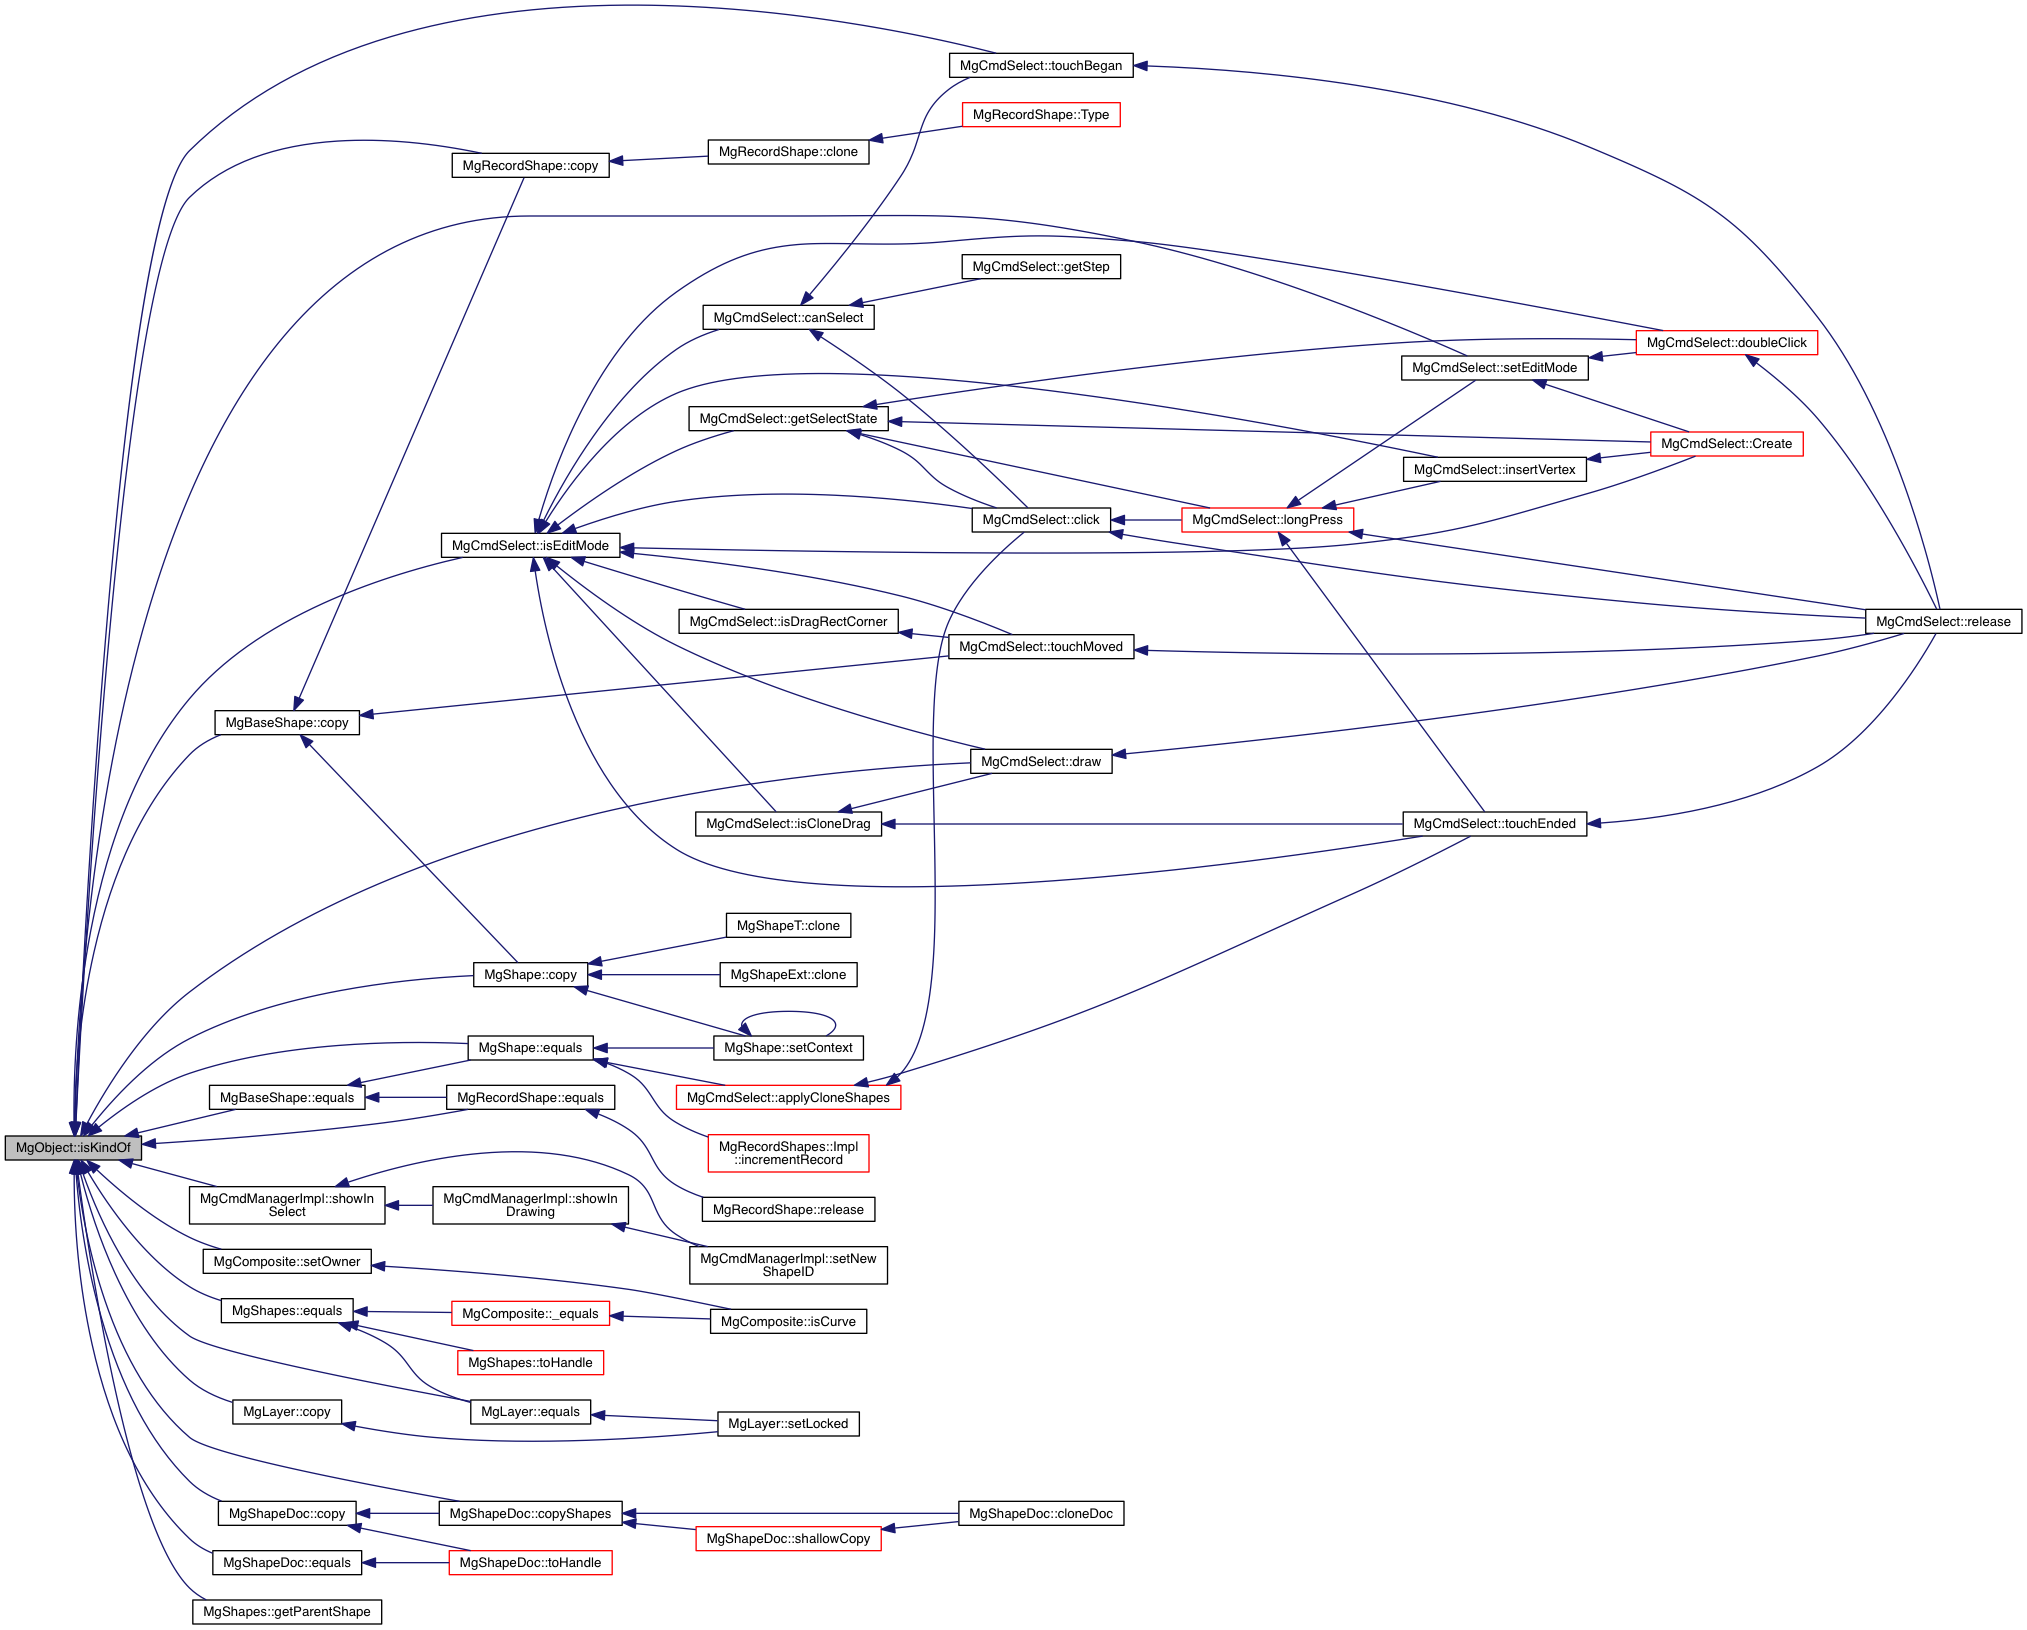 MgCmdSelect::touchBegan
MgRecordShape::Type
MgRecordShape::clone
MgRecordShape::copy
MgCmdSelect::getStep
MgCmdSelect::canSelect
MgCmdSelect::doubleClick
MgCmdSelect::setEditMode
MgCmdSelect::getSelectState
MgCmdSelect::Create
MgCmdSelect::insertVertex
MgCmdSelect::click
MgCmdSelect::longPress
MgCmdSelect::isEditMode
MgCmdSelect::isDragRectCorner
MgCmdSelect::release
MgCmdSelect::touchMoved
MgBaseShape::copy
MgCmdSelect::draw
MgCmdSelect::isCloneDrag
MgCmdSelect::touchEnded
MgShapeT::clone
MgShape::copy
MgShapeExt::clone
MgShape::equals
MgShape::setContext
MgBaseShape::equals
MgRecordShape::equals
MgCmdSelect::applyCloneShapes
MgObject::isKindOf
MgRecordShapes::Impl
::incrementRecord
MgCmdManagerImpl::showIn
Select
MgCmdManagerImpl::showIn
Drawing
MgRecordShape::release
MgComposite::setOwner
MgCmdManagerImpl::setNew
ShapeID
MgShapes::equals
MgComposite::_equals
MgComposite::isCurve
MgShapes::toHandle
MgLayer::copy
MgLayer::equals
MgLayer::setLocked
MgShapeDoc::copy
MgShapeDoc::copyShapes
MgShapeDoc::cloneDoc
MgShapeDoc::shallowCopy
MgShapeDoc::equals
MgShapeDoc::toHandle
MgShapes::getParentShape